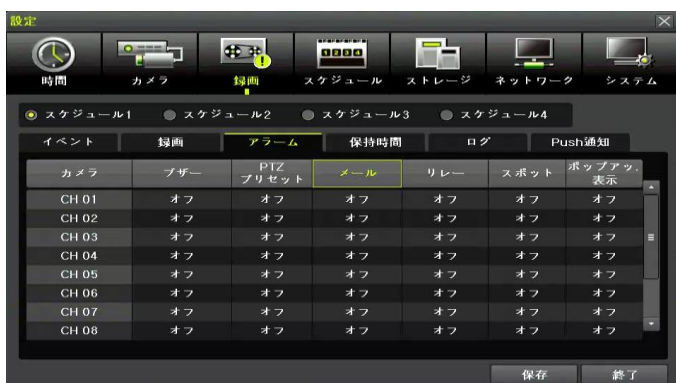 設定
時間 カメラ 録画 スケジュール ストレージ ネットワーク システム
スケジュール1 スケジュール2 スケジュール3 スケジュール4
イベント 録画 アラーム 保持時間 ログ Push通知
カメラ ブザー PTZ プリセット メール リレー スポット ポップアッ. 表示
CH 01 オフ オフ オフ オフ オフ オフ
CH 02 オフ オフ オフ オフ オフ オフ
CH 03 オフ オフ オフ オフ オフ オフ
CH 04 オフ オフ オフ オフ オフ オフ
CH 05 オフ オフ オフ オフ オフ オフ
CH 06 オフ オフ オフ オフ オフ オフ
CH 07 オフ オフ オフ オフ オフ オフ
CH 08 オフ オフ オフ オフ オフ オフ
保存 終了